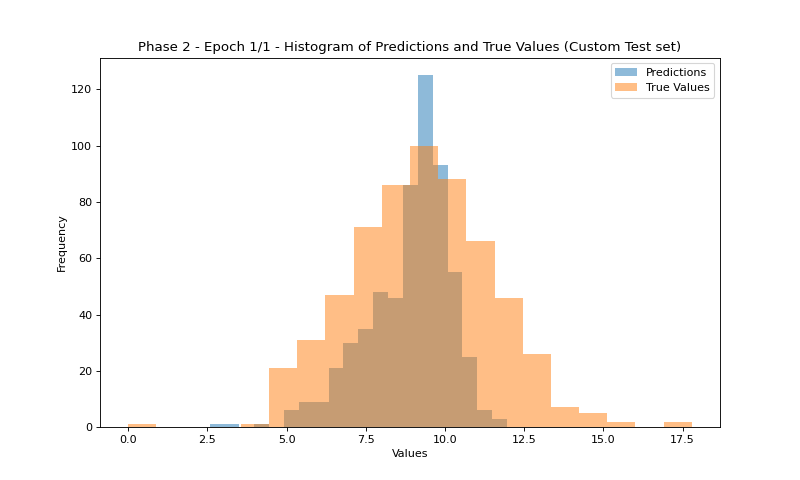 Phase 2 - Epoch 1/1 - Histogram of Predictions and True Values (Custom Test set)
Predictions
True Values
120
100
80
60
40
20
0
Frequency
0.0 2.5 5.0 7.5 10.0 12.5 15.0 17.5
Values